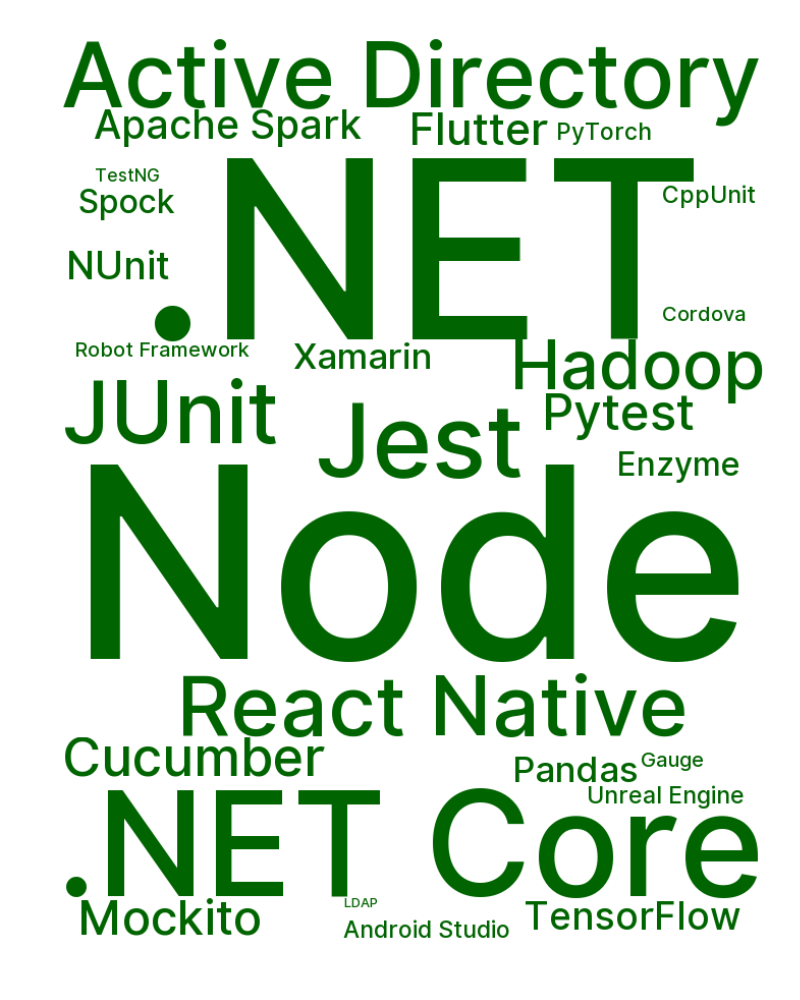 Active Directory
Apache Spark
Flutter
PyTorch
TestNG
Spock
.NET
CppUnit
NUnit
Cordova
Robot Framework
Xamarin
Hadoop
JUnit
Jest
Pytest
Enzyme
Node
React Native
Cucumber
Pandas
Gauge
Unreal Engine
.NET Core
Mockito
LDAP
Android Studio
TensorFlow